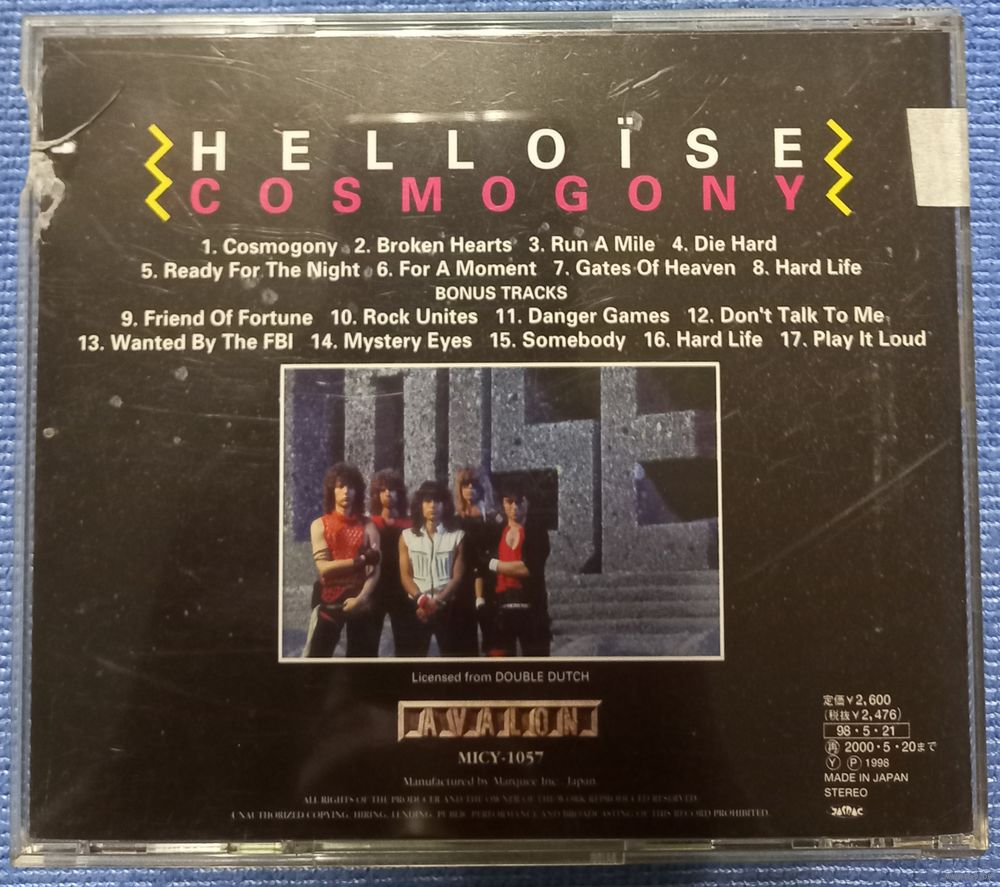 HELLOÏSE
COSMOGONY
1. Cosmogony 2. Broken Hearts 3. Run A Mile 4. Die Hard
5. Ready For The Night 6. For A Moment 7. Gates Of Heaven 8. Hard Life
BONUS TRACKS
9. Friend Of Fortune 10. Rock Unites 11. Danger Games 12. Don't Talk To Me
13. Wanted By The FBI 14. Mystery Eyes 15. Somebody 16. Hard Life 17. Play It Loud
Licensed from DOUBLE DUTCH
AVALON
MICY-1057
Manufactured by Marquee Inc. Japan.
ALL RIGHTS OF THE PRODUCER AND THE OWNER OF THE WORK REPRODUCED RESERVED.
UNAUTHORIZED COPYING, HIRING, LENDING, PUBLIC PERFORMANCE AND BROADCASTING OF THIS RECORD PROHIBITED.
定価¥2,600
(税抜¥2,476)
98・5・21
再 2000・5・20まで
Ⓨ Ⓟ 1998
MADE IN JAPAN
STEREO
JASRAC